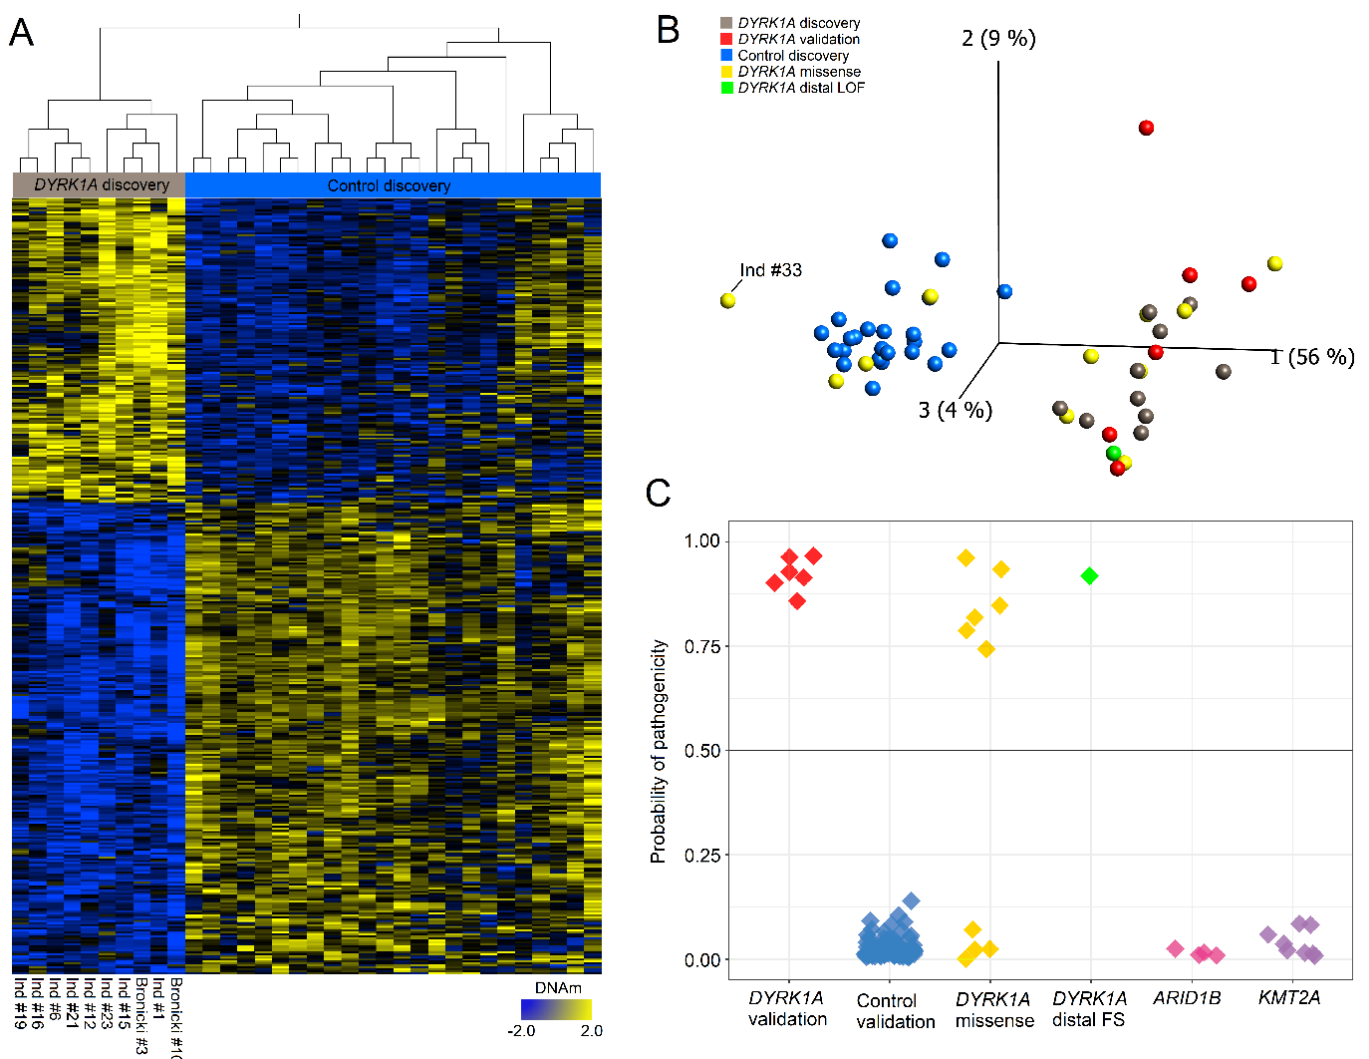 A
DYRK1A discovery
Control discovery
Ind #19
Ind #16
Ind #6
Ind #21
Ind #12
Ind #23
Ind #15
Bronicki #3
Ind #1
Bronicki #10
DNAm
-2.0
2.0
B
DYRK1A discovery
DYRK1A validation
Control discovery
DYRK1A missense
DYRK1A distal LOF
2 (9 %)
Ind #33
1 (56 %)
3 (4 %)
C
Probability of pathogenicity
1.00
0.75
0.50
0.25
0.00
DYRK1A validation
Control validation
DYRK1A missense
DYRK1A distal FS
ARID1B
KMT2A